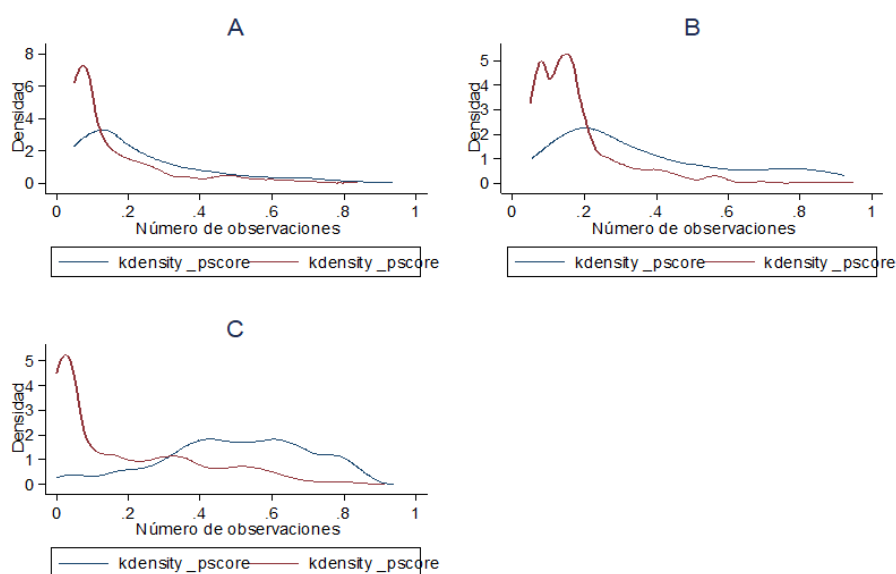 A
Densidad
8
6
4
2
0
0 .2 .4 .6 .8 1
Número de observaciones
kdensity _pscore kdensity _pscore
B
Densidad
5
4
3
2
1
0
0 .2 .4 .6 .8 1
Número de observaciones
kdensity _pscore kdensity _pscore
C
Densidad
5
4
3
2
1
0
0 .2 .4 .6 .8 1
Número de observaciones
kdensity _pscore kdensity _pscore